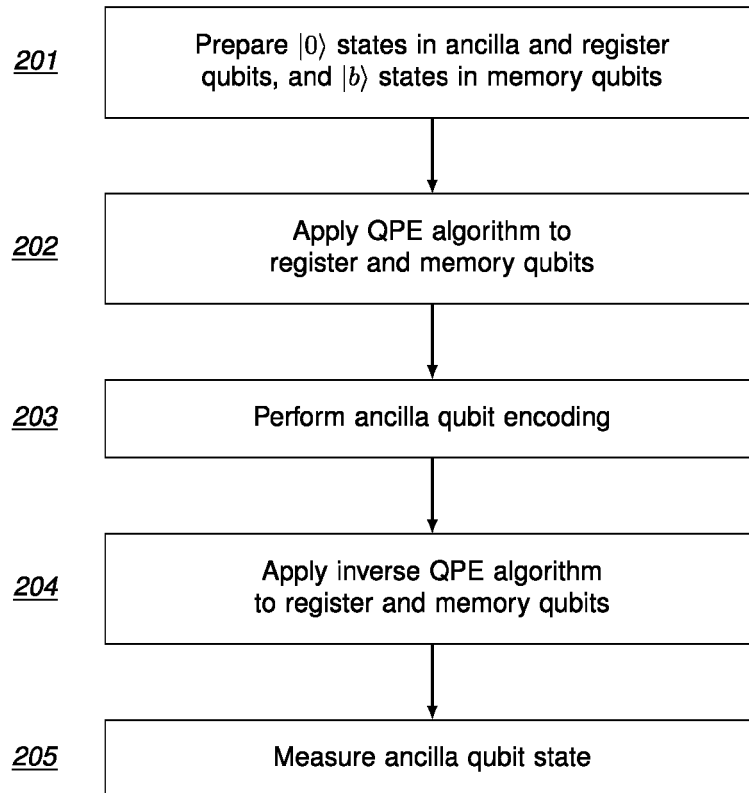 201
Prepare |0⟩ states in ancilla and register
qubits, and |b⟩ states in memory qubits
202
Apply QPE algorithm to
register and memory qubits
203
Perform ancilla qubit encoding
204
Apply inverse QPE algorithm
to register and memory qubits
205
Measure ancilla qubit state